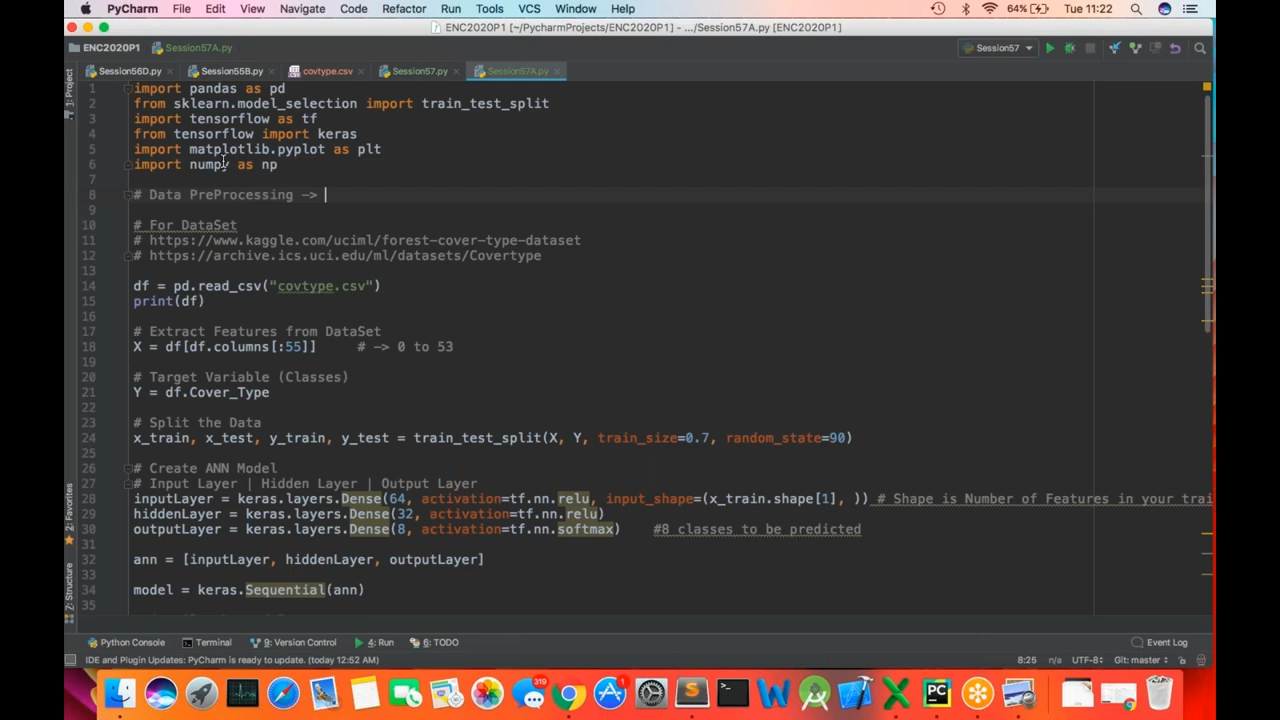 PyCharm File Edit View Navigate Code Refactor Run Tools VCS Window Help 64% Tue 11:22
ENC2020P1 [~/PycharmProjects/ENC2020P1] - .../Session57A.py [ENC2020P1]
ENC2020P1 Session57A.py Session57
Session56D.py Session55B.py covtype.csv Session57.py Session57A.py
1: Project
1 import pandas as pd
2 from sklearn.model_selection import train_test_split
3 import tensorflow as tf
4 from tensorflow import keras
5 import matplotlib.pyplot as plt
6 import numpy as np
7
8 # Data PreProcessing ->
9
10 # For DataSet
11 # https://www.kaggle.com/uciml/forest-cover-type-dataset
12 # https://archive.ics.uci.edu/ml/datasets/Covertype
13
14 df = pd.read_csv("covtype.csv")
15 print(df)
16
17 # Extract Features from DataSet
18 X = df[df.columns[:55]] # -> 0 to 53
19
20 # Target Variable (Classes)
21 Y = df.Cover_Type
22
23 # Split the Data
24 x_train, x_test, y_train, y_test = train_test_split(X, Y, train_size=0.7, random_state=90)
25
26 # Create ANN Model
27 # Input Layer | Hidden Layer | Output Layer
28 inputLayer = keras.layers.Dense(64, activation=tf.nn.relu, input_shape=(x_train.shape[1], )) # Shape is Number of Features in your trai
29 hiddenLayer = keras.layers.Dense(32, activation=tf.nn.relu)
30 outputLayer = keras.layers.Dense(8, activation=tf.nn.softmax) #8 classes to be predicted
31
32 ann = [inputLayer, hiddenLayer, outputLayer]
33
34 model = keras.Sequential(ann)
35
2: Favorites
7: Structure
Python Console Terminal 9: Version Control 4: Run 6: TODO Event Log
IDE and Plugin Updates: PyCharm is ready to update. (today 12:52 AM) 8:25 n/a UTF-8 Git: master
319 1 PC